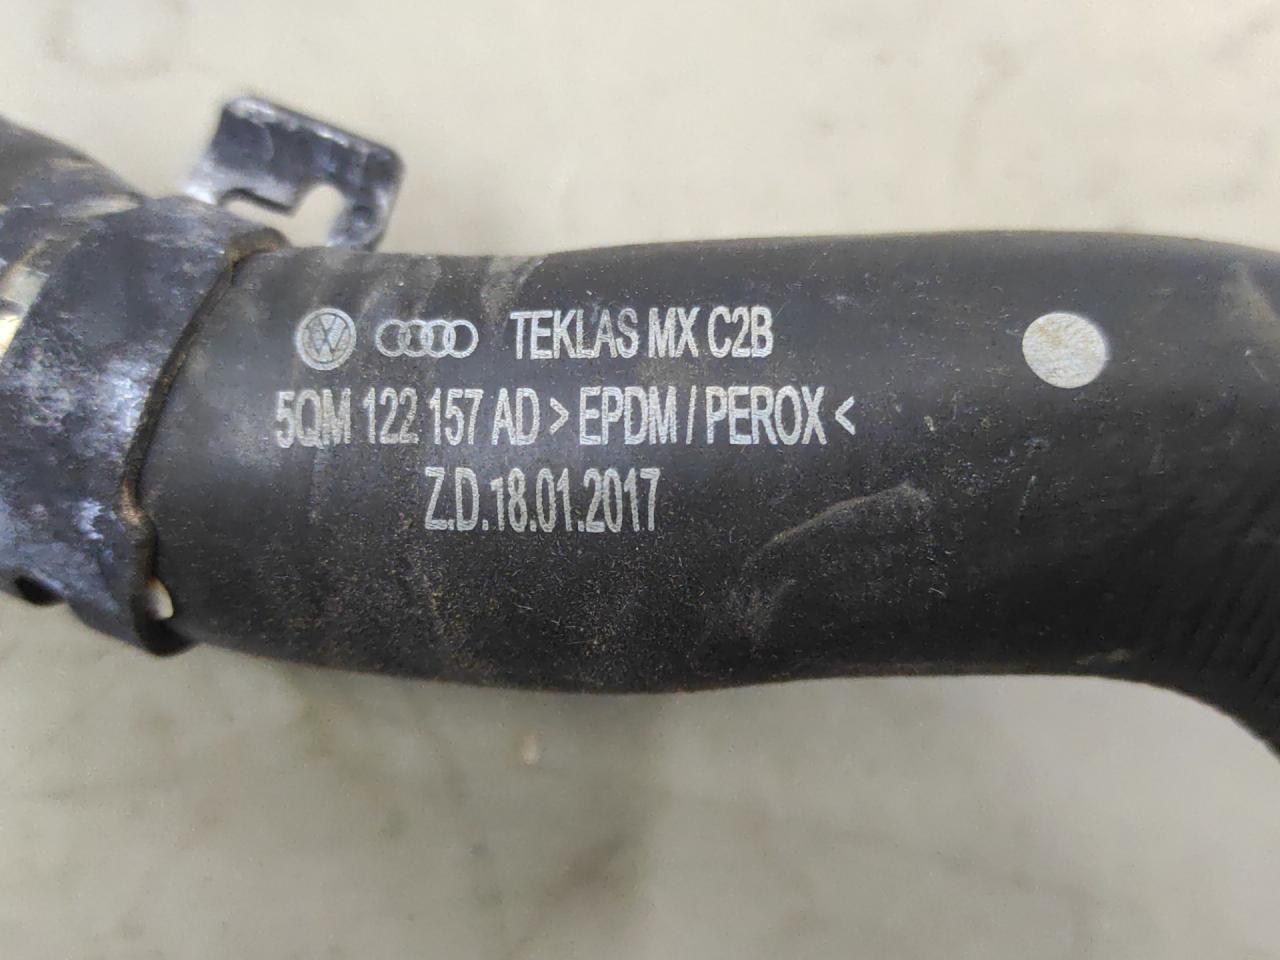 TEKLAS MX C2B
5QM 122 157 AD > EPDM / PEROX <
Z.D.18.01.2017